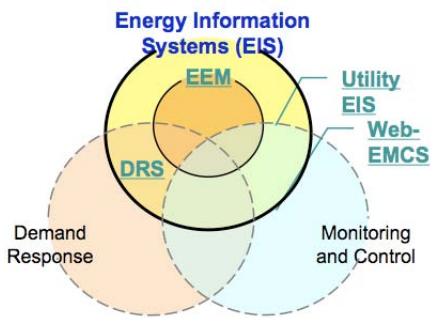 Energy Information
Systems (EIS)
EEM
Utility
EIS
Web-
EMCS
DRS
Demand
Response
Monitoring
and Control